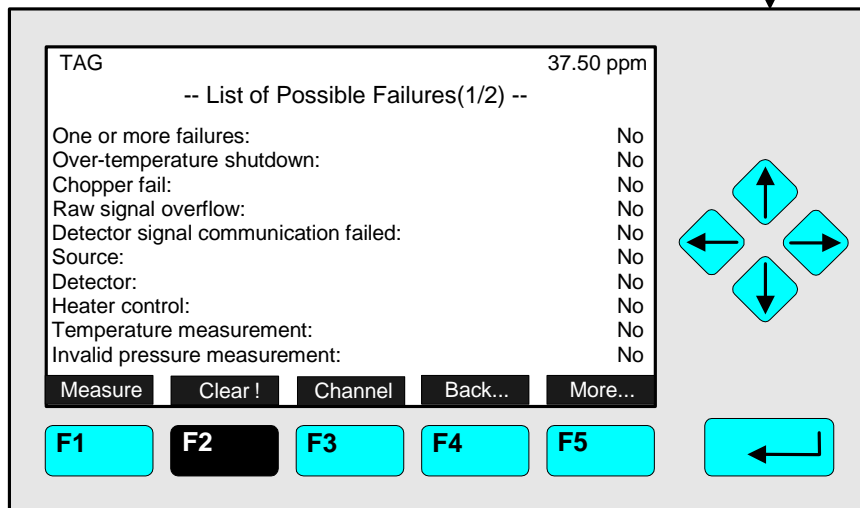 TAG 37.50 ppm
-- List of Possible Failures(1/2) --
One or more failures: No
Over-temperature shutdown: No
Chopper fail: No
Raw signal overflow: No
Detector signal communication failed: No
Source: No
Detector: No
Heater control: No
Temperature measurement: No
Invalid pressure measurement: No
Measure Clear ! Channel Back... More...
F1 F2 F3 F4 F5